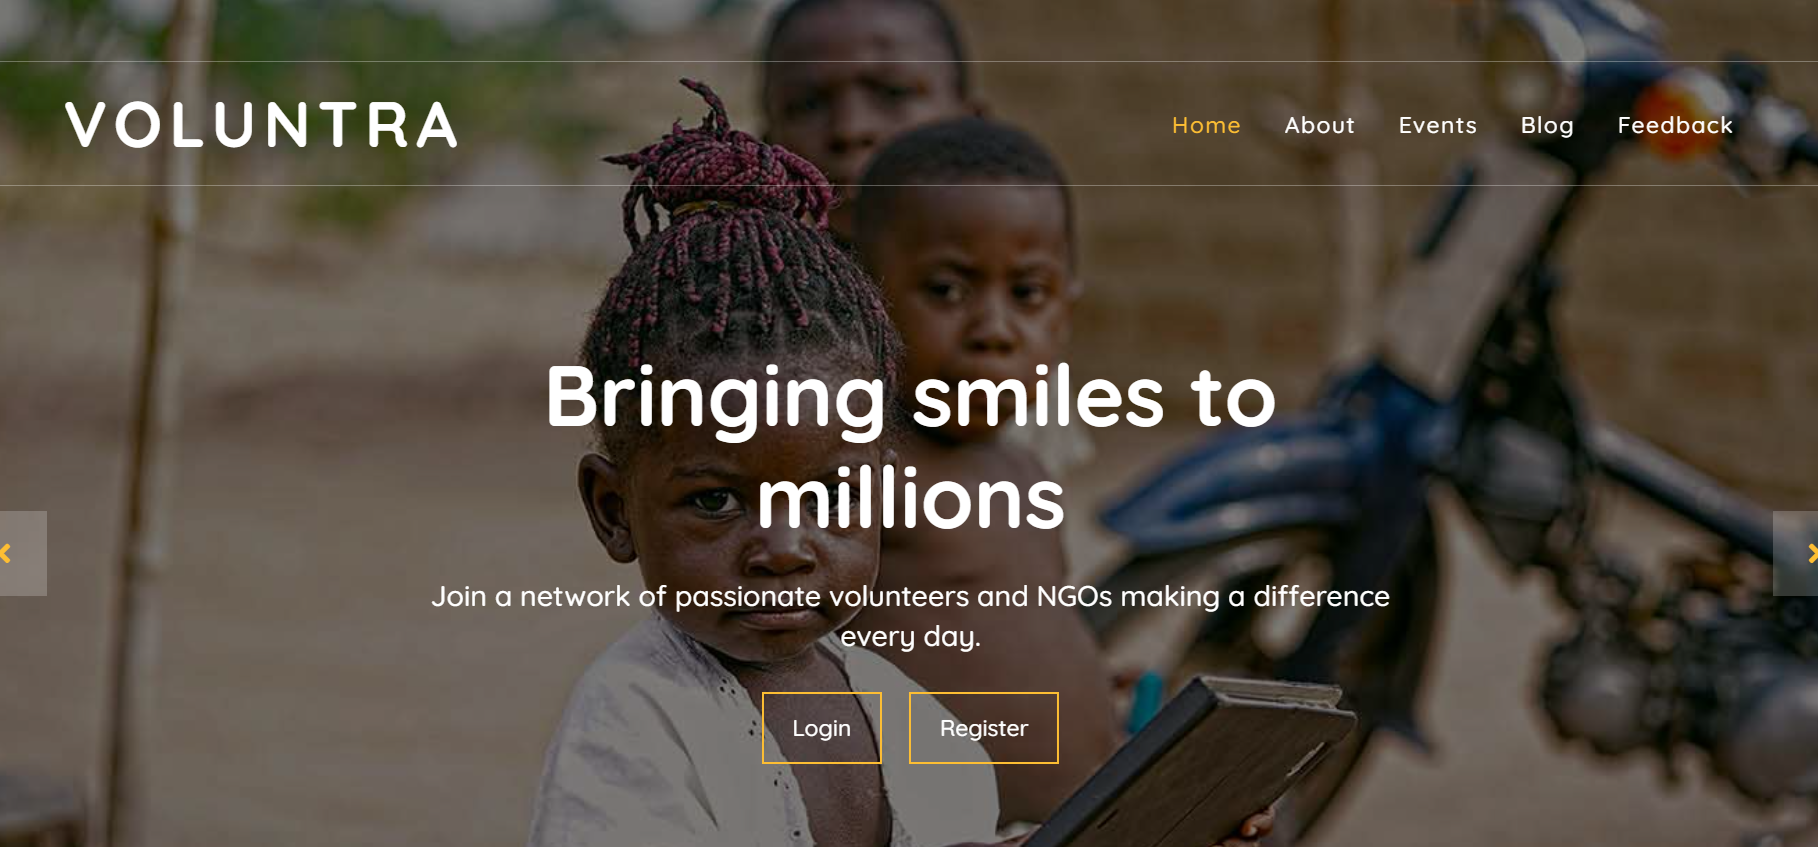 VOLUNTRA
Home About Events Blog Feedback
Bringing smiles to
millions
Join a network of passionate volunteers and NGOs making a difference
every day.
Login Register